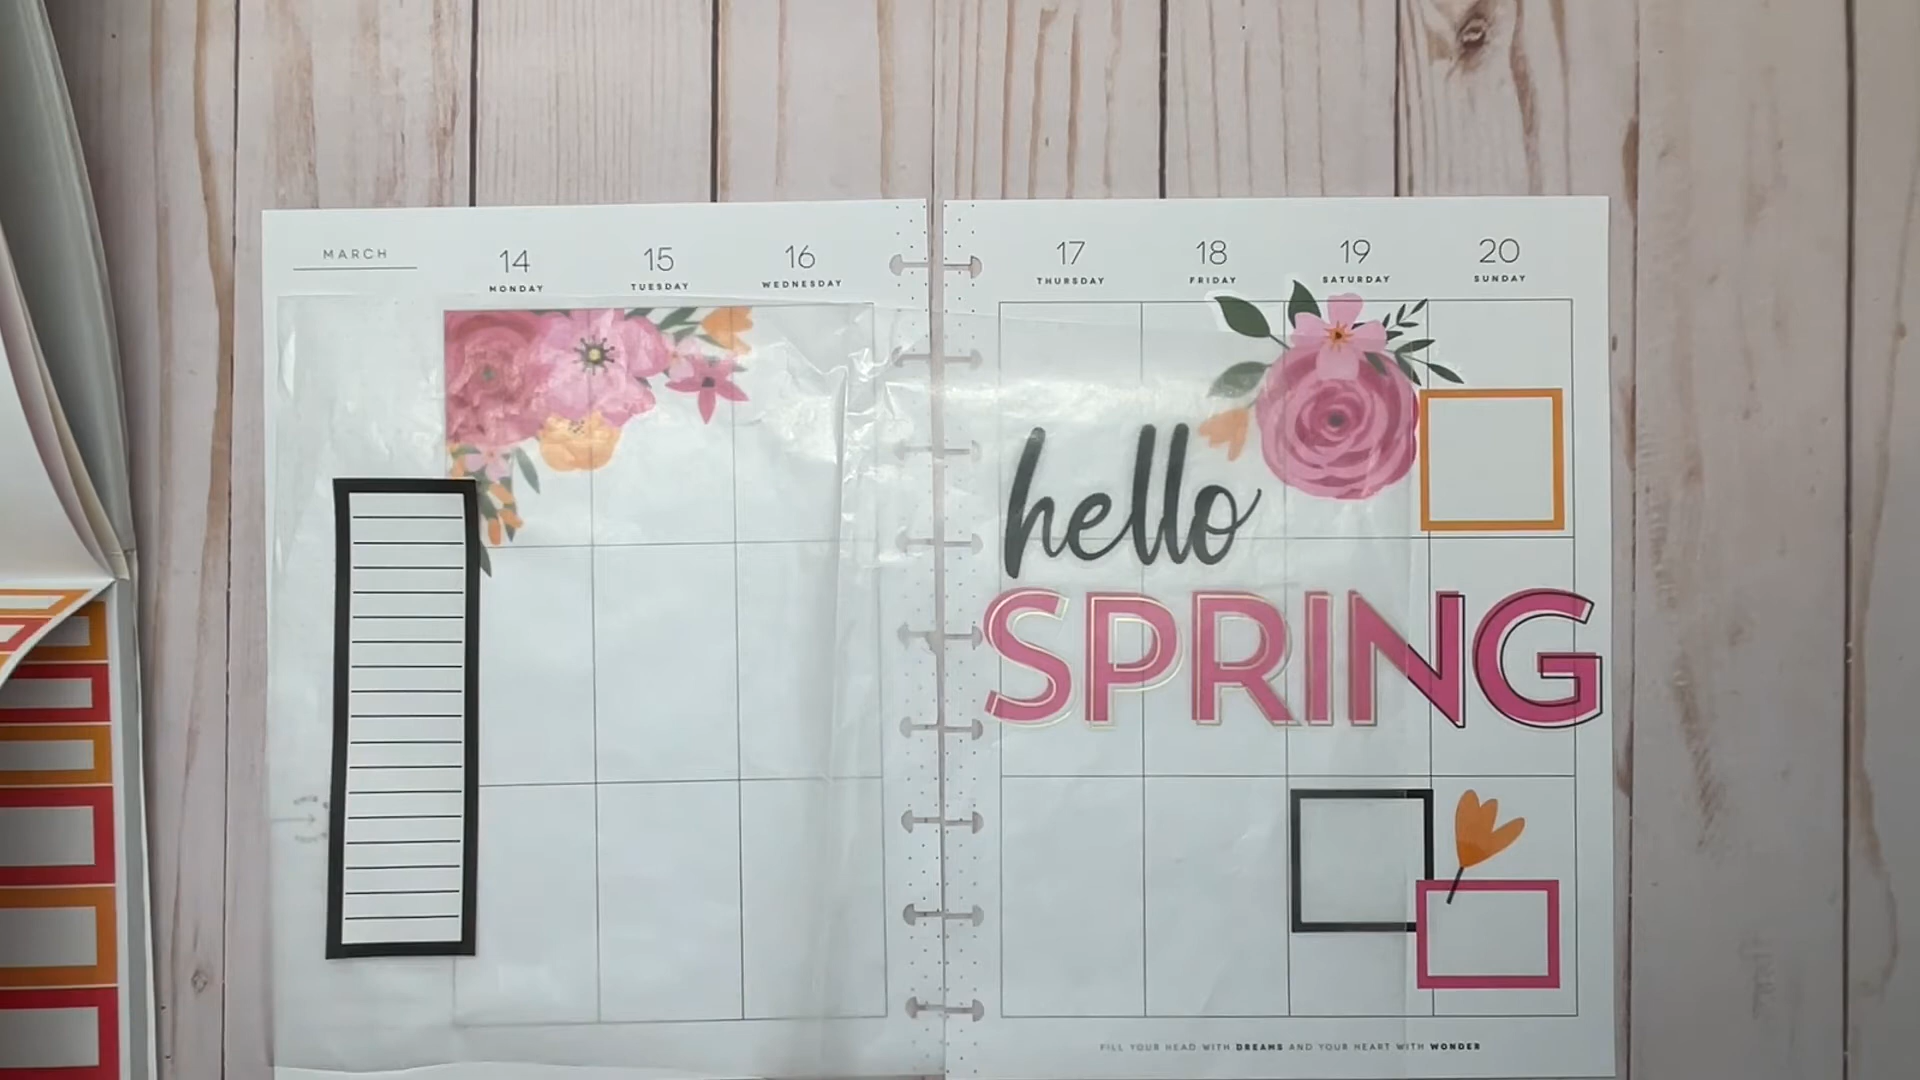 MARCH
14
MONDAY
15
TUESDAY
16
WEDNESDAY
17
THURSDAY
18
FRIDAY
19
SATURDAY
20
SUNDAY
hello
SPRING
FILL YOUR HEAD WITH DREAMS AND YOUR HEART WITH WONDER